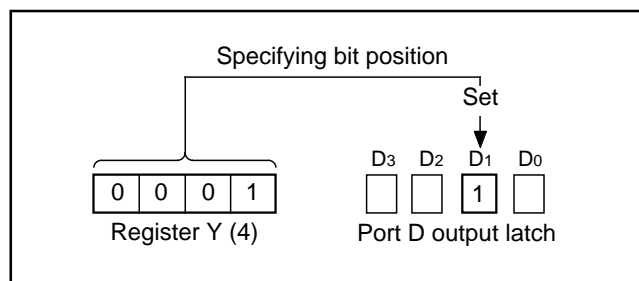 Specifying bit position
Set
D3 D2 D1 D0
0 0 0 1 1
Register Y (4) Port D output latch